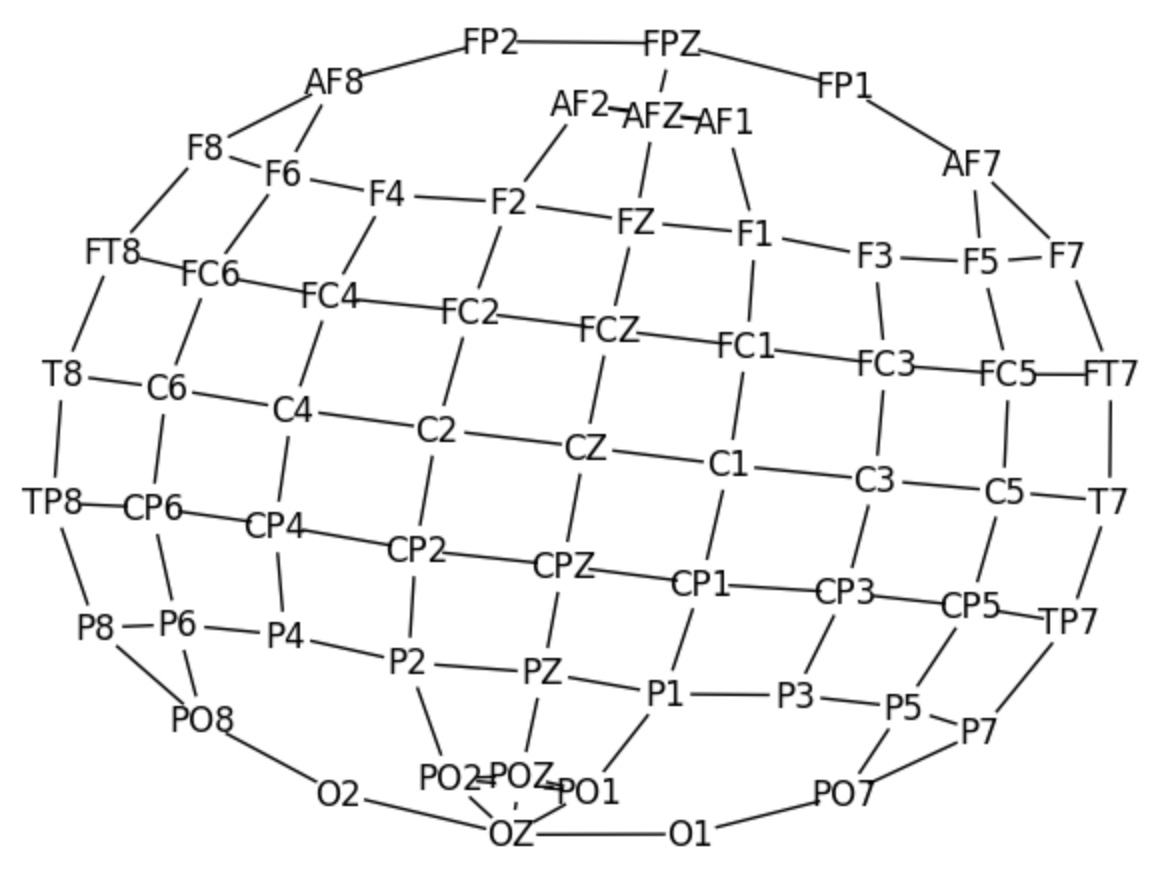 FP2 FPZ
AF8 FP1
AF2 AFZ AF1
F8 F6 F4 F2 FZ F1 F3 F5 F7 AF7
FT8 FC6 FC4 FC2 FCZ FC1 FC3 FC5 FT7
T8 C6 C4 C2 CZ C1 C3 C5 T7
TP8 CP6 CP4 CP2 CPZ CP1 CP3 CP5 TP7
P8 P6 P4 P2 PZ P1 P3 P5 P7
PO8 PO2 POZ PO1 PO7
O2 OZ O1